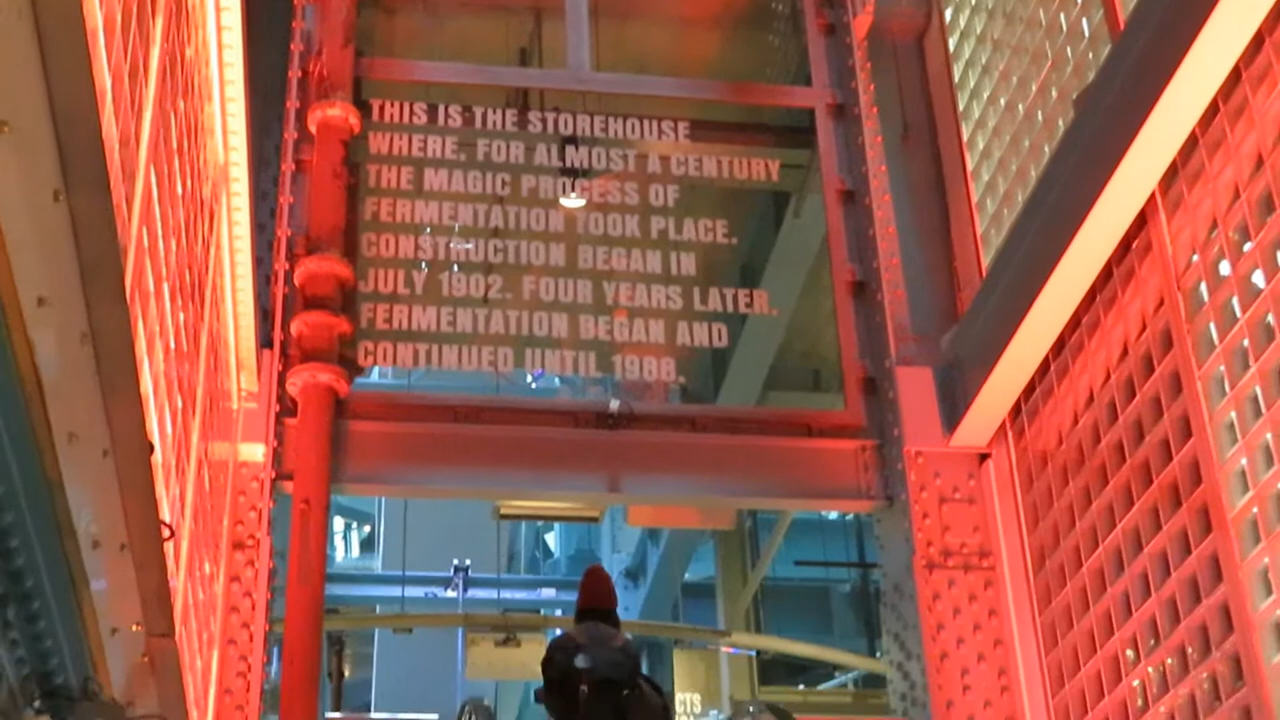 THIS IS THE STOREHOUSE
WHERE, FOR ALMOST A CENTURY
THE MAGIC PROCESS OF
FERMENTATION TOOK PLACE.
CONSTRUCTION BEGAN IN
JULY 1902. FOUR YEARS LATER,
FERMENTATION BEGAN AND
CONTINUED UNTIL 1988.